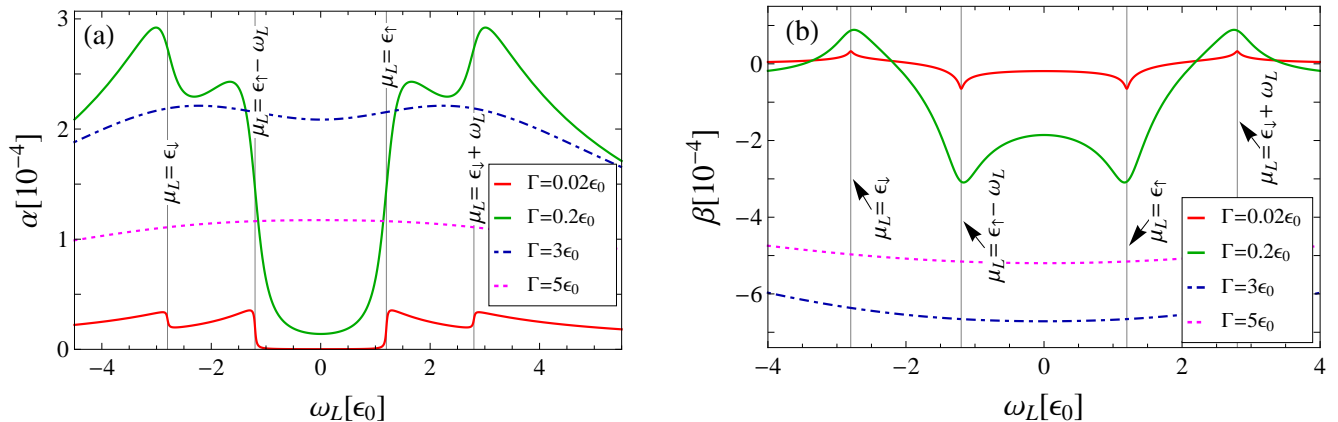 (a)
α[10⁻⁴]
3
2
1
0
μL= ϵ↓
μL= ϵ↑ − ωL
μL= ϵ↑
μL= ϵ↓ + ωL
Γ=0.02ϵ0
Γ=0.2ϵ0
Γ=3ϵ0
Γ=5ϵ0
−4 −2 0 2 4
ωL[ϵ0]
(b)
β[10⁻⁴]
0
−2
−4
−6
μL= ϵ↓
μL= ϵ↑ − ωL
μL= ϵ↑
μL= ϵ↓ + ωL
Γ=0.02ϵ0
Γ=0.2ϵ0
Γ=3ϵ0
Γ=5ϵ0
−4 −2 0 2 4
ωL[ϵ0]